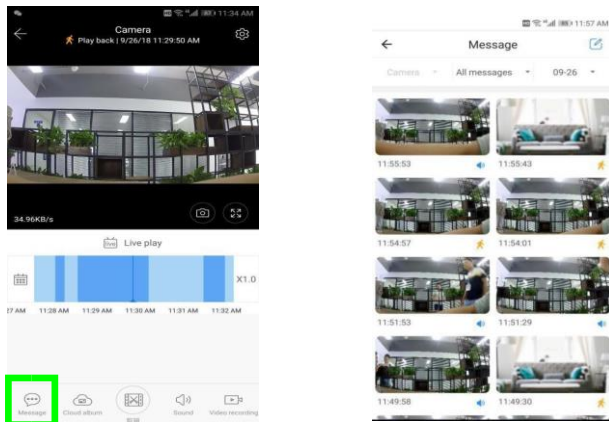 11:34 AM
Camera
Play back | 9/26/18 11:29:50 AM
34.96KB/s
live Live play
X1.0
27 AM 11:28 AM 11:29 AM 11:30 AM 11:31 AM 11:32 AM
Message Cloud album Sound Video recording
11:57 AM
Message
Camera All messages 09-26
11:55:53 11:55:43
11:54:57 11:54:01
11:51:53 11:51:29
11:49:58 11:49:30